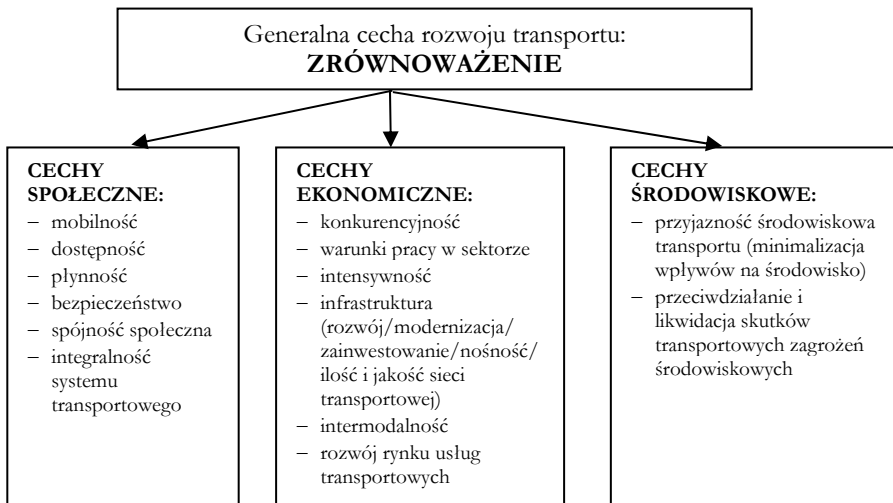 Generalna cecha rozwoju transportu:
ZRÓWNOWAŻENIE
CECHY
SPOŁECZNE:
– mobilność
– dostępność
– płynność
– bezpieczeństwo
– spójność społeczna
– integralność
systemu
transportowego
CECHY
EKONOMICZNE:
– konkurencyjność
– warunki pracy w sektorze
– intensywność
– infrastruktura
(rozwój/modernizacja/
zainwestowanie/nośność/
ilość i jakość sieci
transportowej)
– intermodalność
– rozwój rynku usług
transportowych
CECHY
ŚRODOWISKOWE:
– przyjazność środowiskowa
transportu (minimalizacja
wpływów na środowisko)
– przeciwdziałanie i
likwidacja skutków
transportowych zagrożeń
środowiskowych